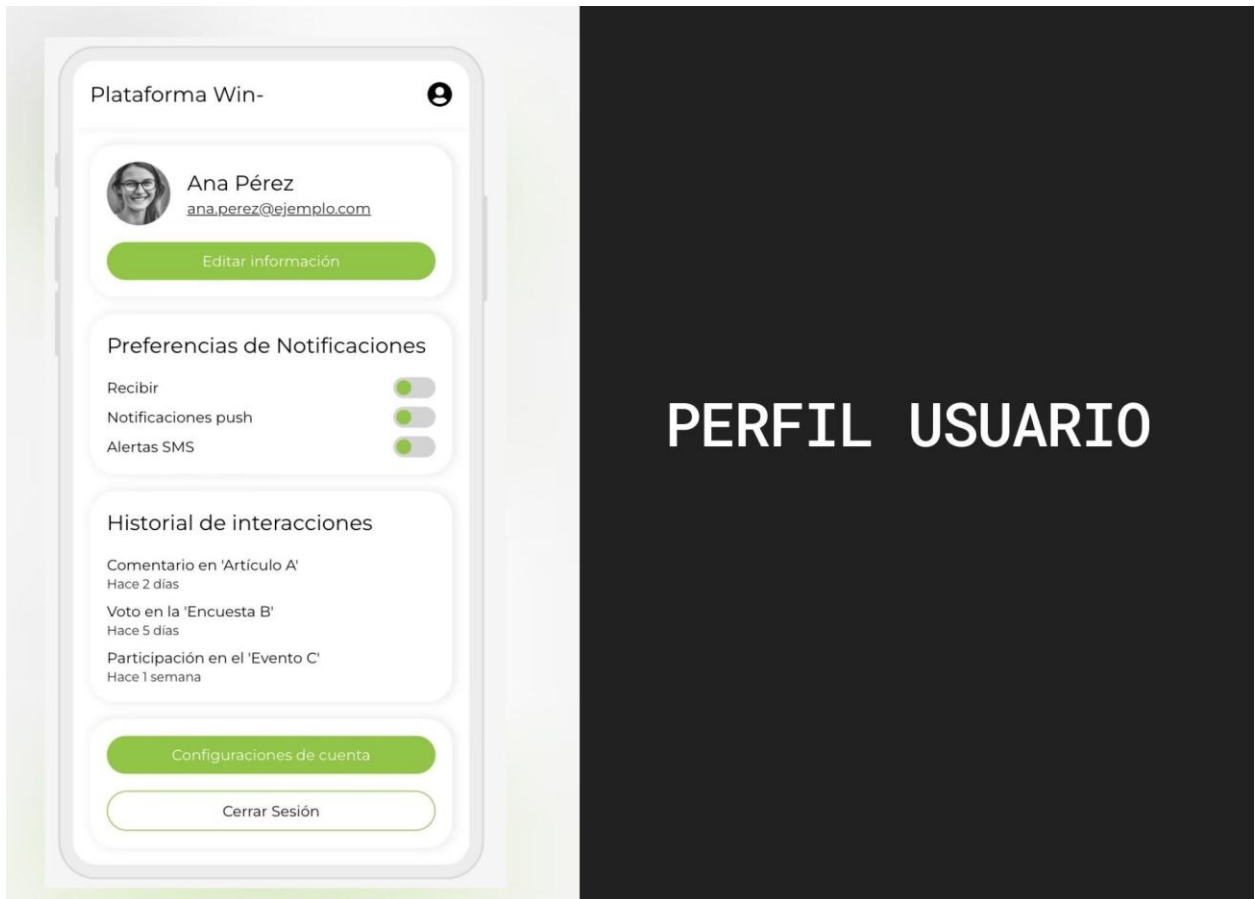 Plataforma Win-
Ana Pérez
ana.perez@ejemplo.com
Editar información
Preferencias de Notificaciones
Recibir
Notificaciones push
Alertas SMS
Historial de interacciones
Comentario en 'Artículo A'
Hace 2 días
Voto en la 'Encuesta B'
Hace 5 días
Participación en el 'Evento C'
Hace 1 semana
Configuraciones de cuenta
Cerrar Sesión
PERFIL USUARIO